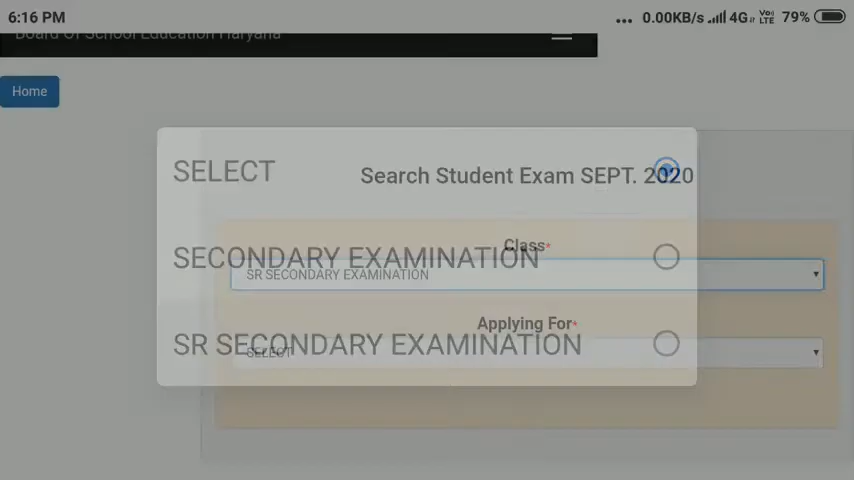 6:16 PM
... 0.00KB/s 4G VoLTE 79%
Board Of School Education Haryana
Home
SELECT
Search Student Exam SEPT. 2020
Class*
SECONDARY EXAMINATION
SR SECONDARY EXAMINATION
Applying For*
SR SECONDARY EXAMINATION
SELECT